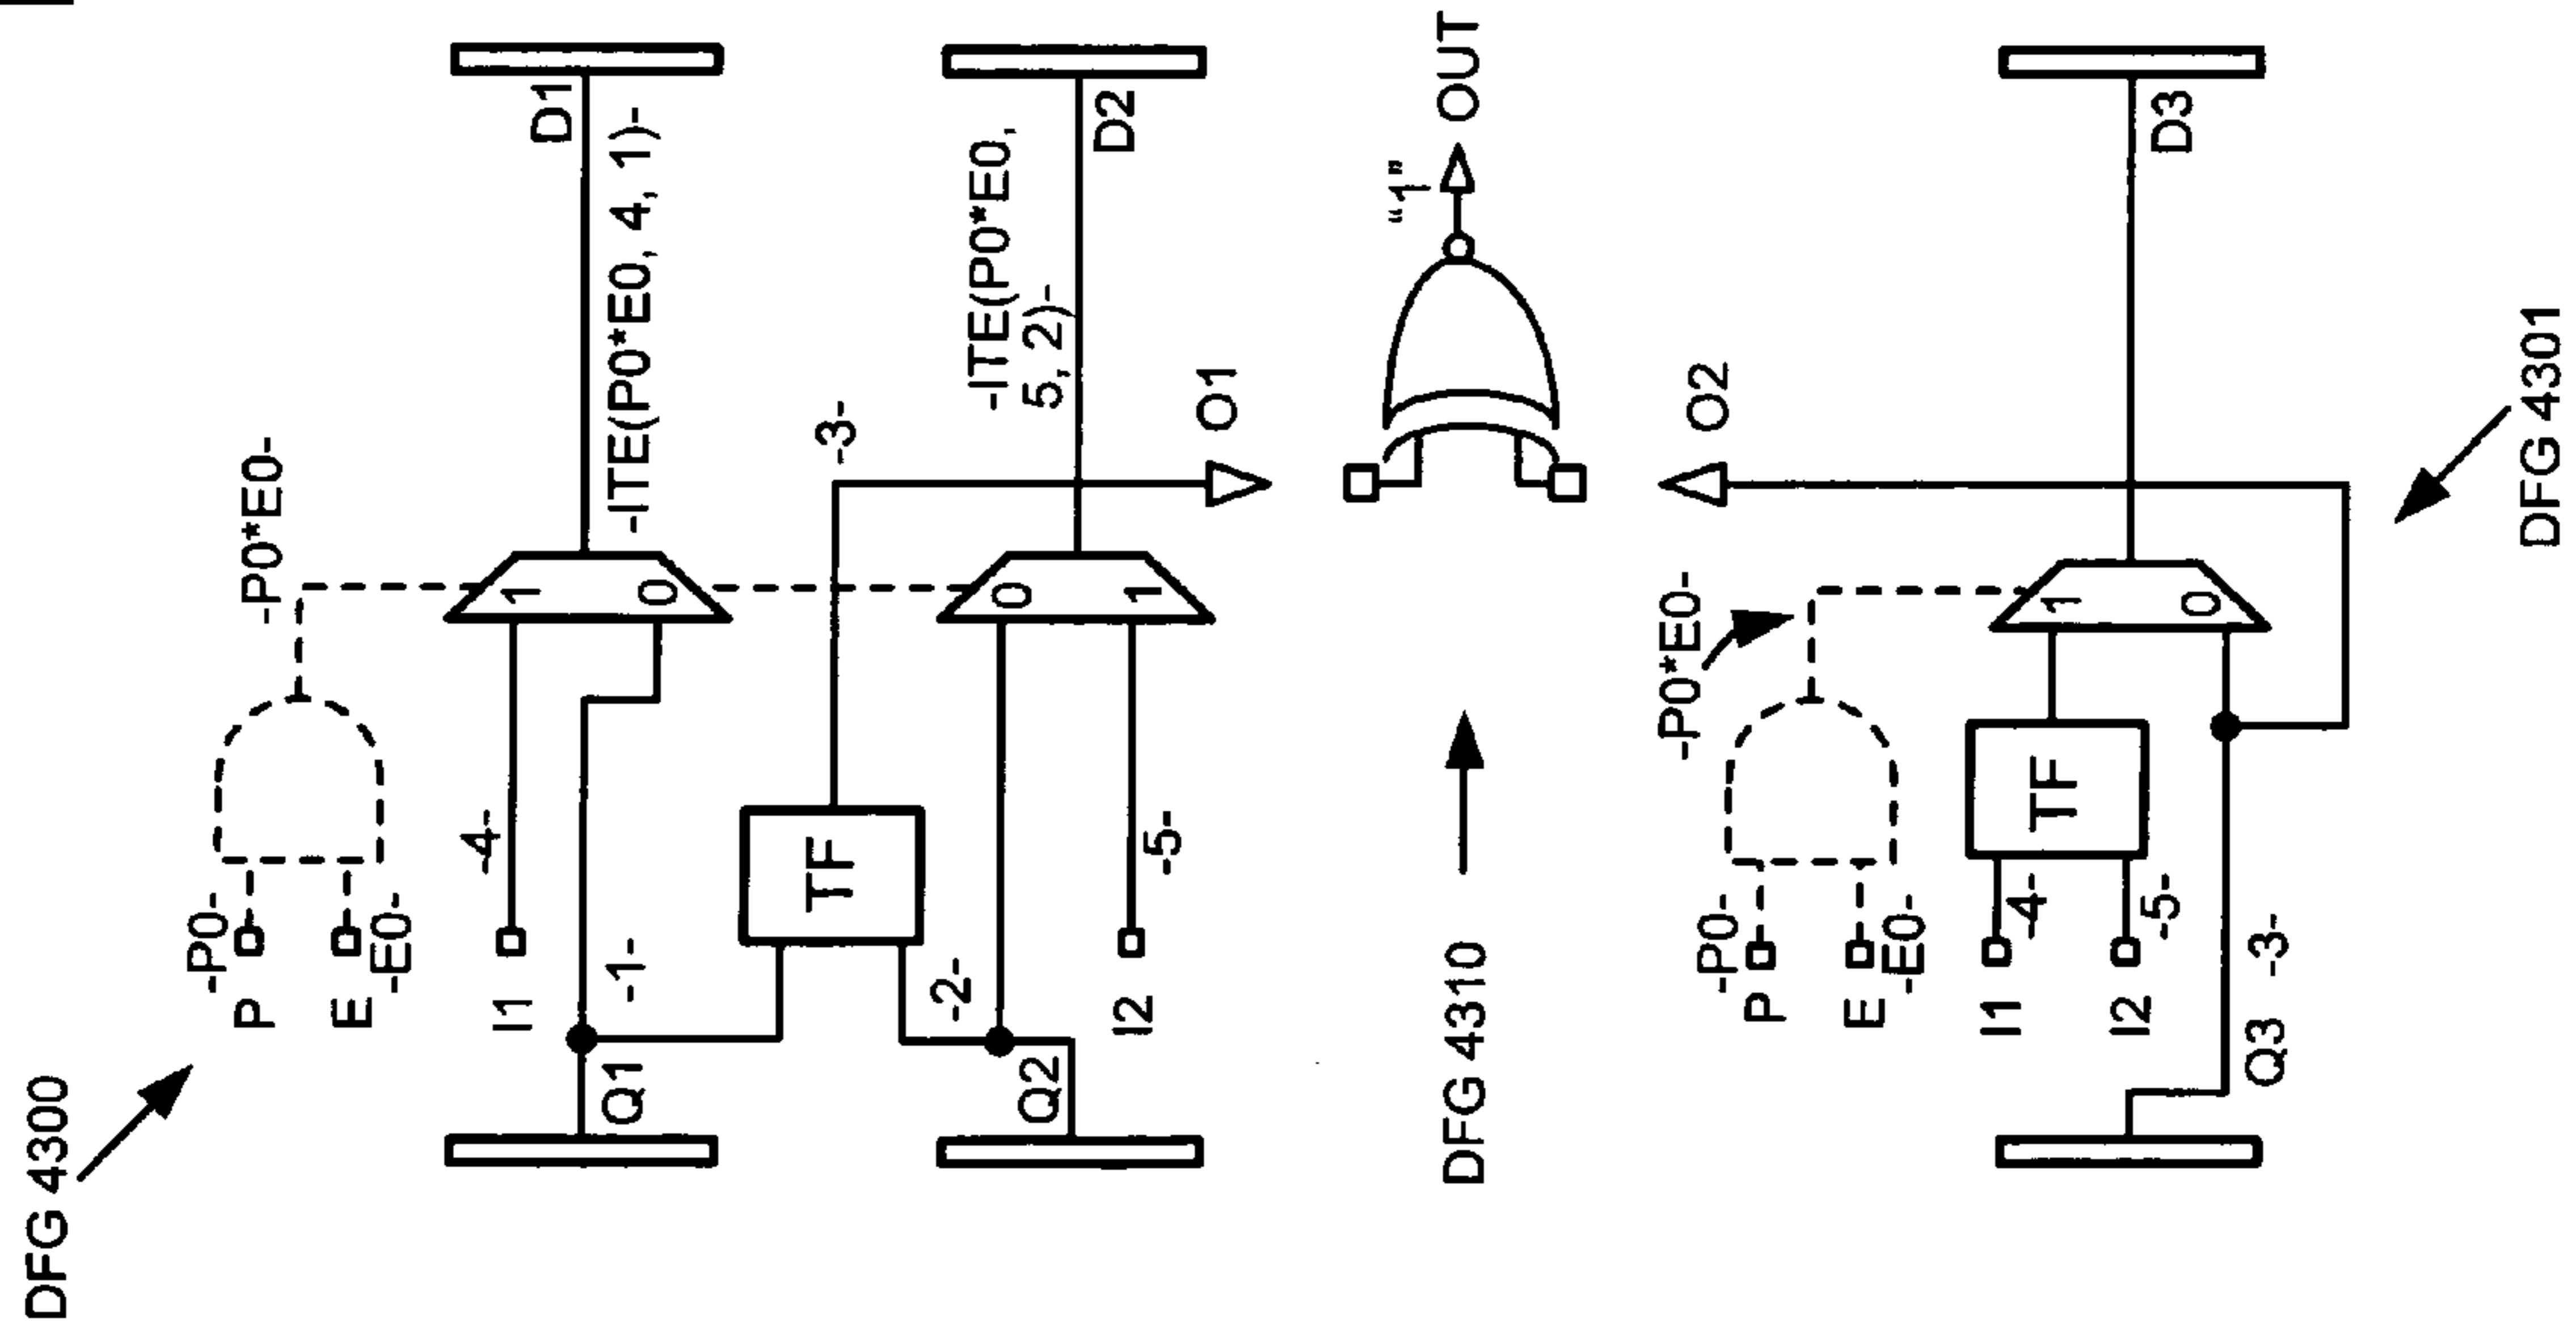 DFG 4300
-P0-
P
E
-E0-
-P0*E0-
I1
-4-
1
0
D1
-ITE(P0*E0, 4, 1)-
Q1
-1-
TF
-3-
-2-
Q2
0
1
-ITE(P0*E0,
5, 2)-
D2
I2
-5-
O1
"1"
OUT
DFG 4310
O2
-P0*E0-
-P0-
P
E
-E0-
I1
-4-
I2
-5-
TF
1
0
D3
Q3
-3-
DFG 4301